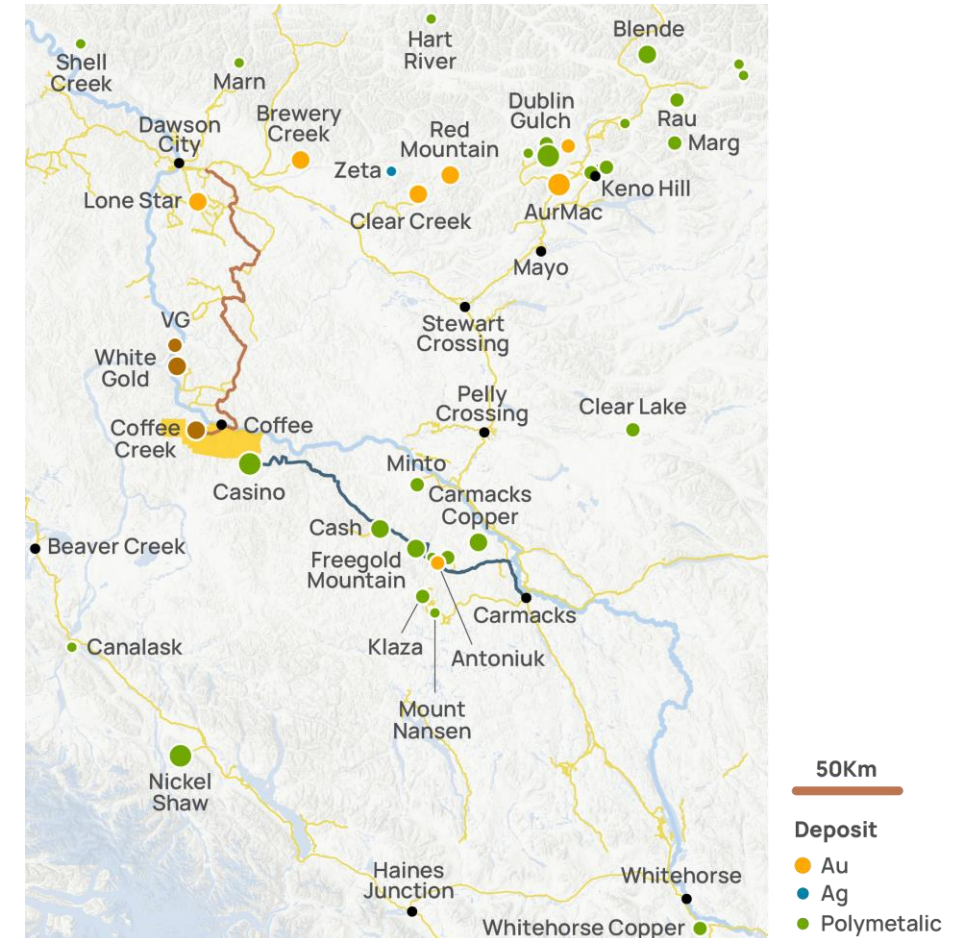 Blende
Hart
River
Shell
Creek
Marn
Dublin
Gulch
Rau
Brewery
Creek
Red
Mountain
Dawson
City
Marg
Zeta
Keno Hill
Lone Star
Clear Creek
AurMac
Mayo
VG
Stewart
Crossing
White
Gold
Pelly
Crossing
Clear Lake
Coffee
Creek
Coffee
Minto
Casino
Carmacks
Copper
Cash
Beaver Creek
Freegold
Mountain
Carmacks
Klaza
Canalask
Antoniuk
Mount
Nansen
Nickel
Shaw
50Km
Deposit
Au
Ag
Polymetalic
Haines
Junction
Whitehorse
Whitehorse Copper